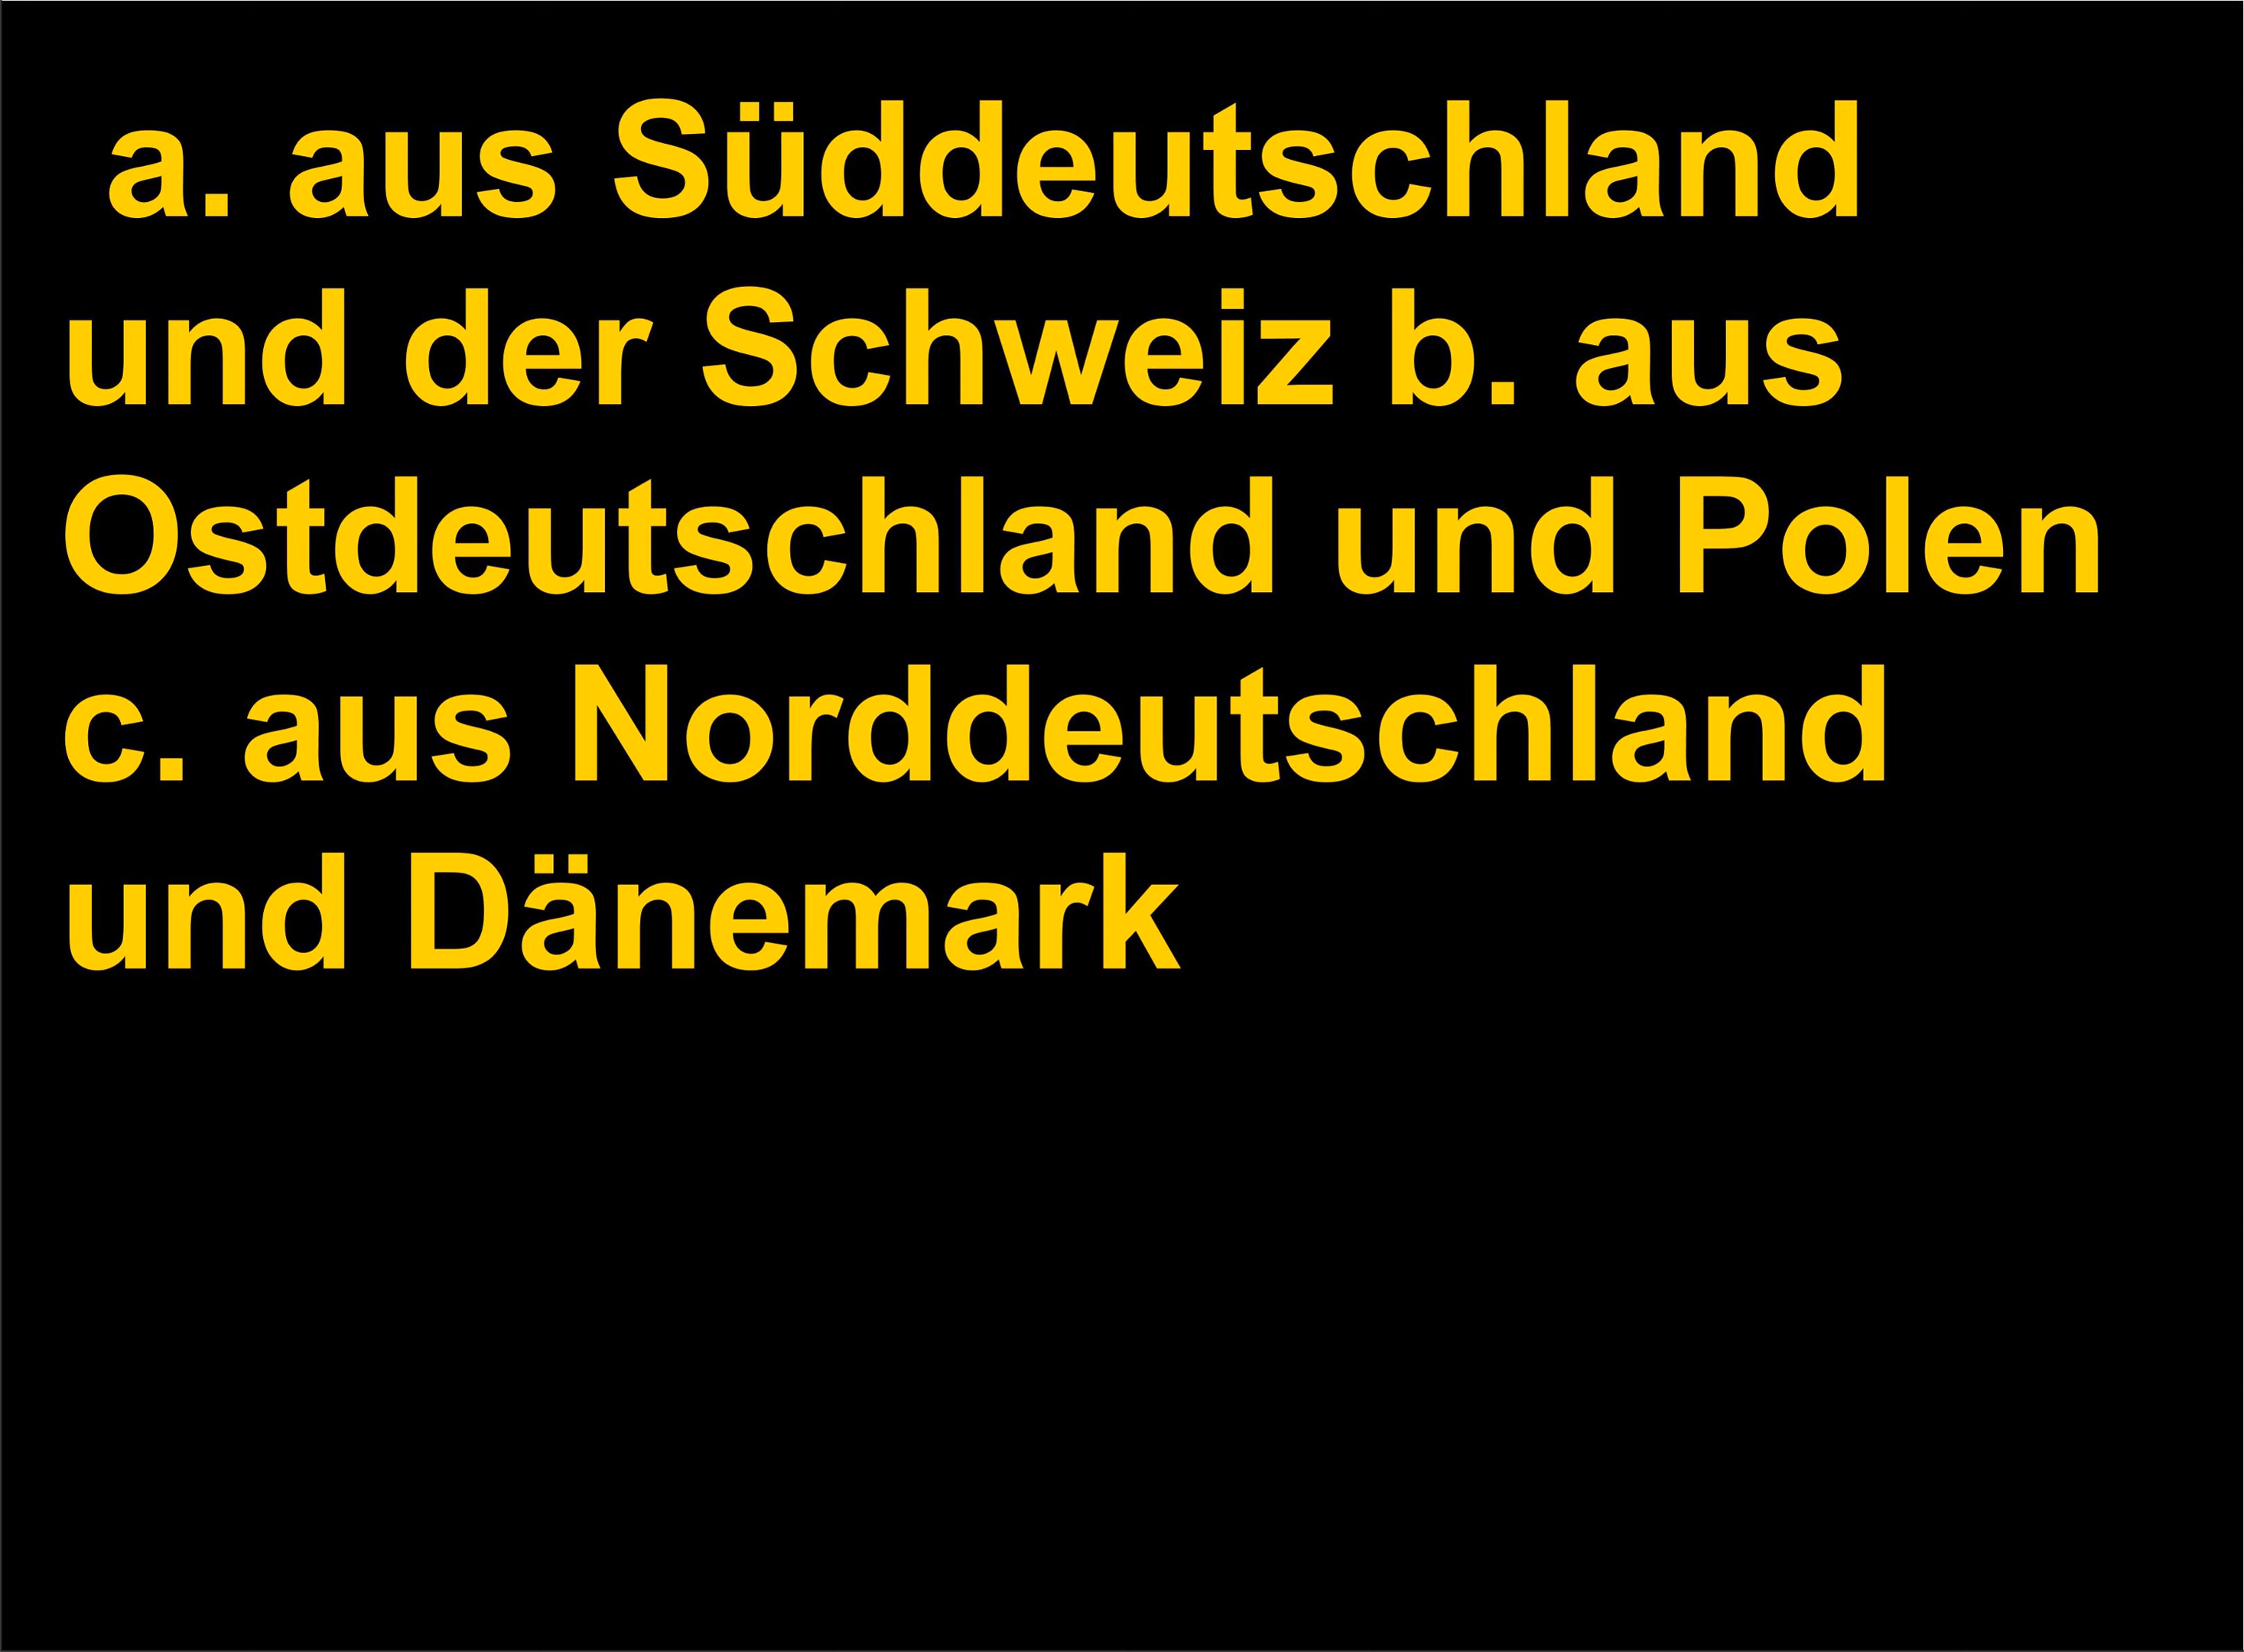 a. aus Süddeutschland
und der Schweiz b. aus
Ostdeutschland und Polen
c. aus Norddeutschland
und Dänemark